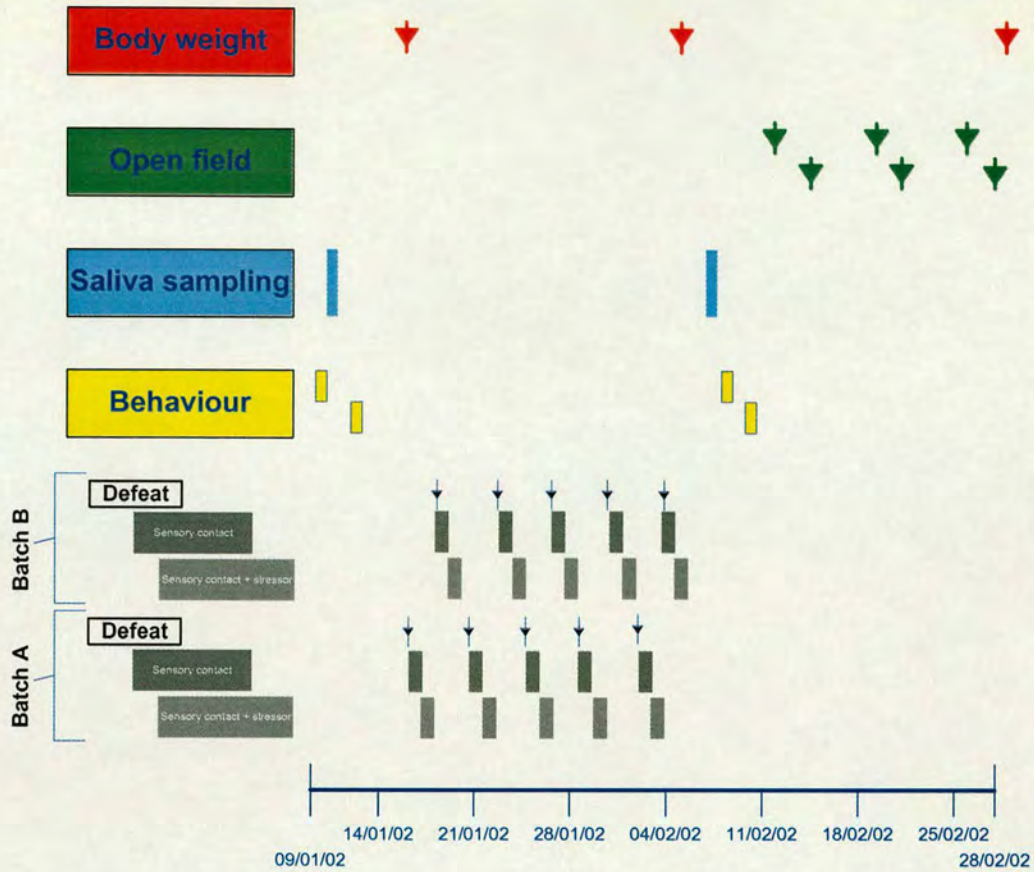 Body weight
Open field
Saliva sampling
Behaviour
Batch B
Defeat
Sensory contact
Sensory contact + stressor
Batch A
Defeat
Sensory contact
Sensory contact + stressor
14/01/02 21/01/02 28/01/02 04/02/02 11/02/02 18/02/02 25/02/02
09/01/02 28/02/02